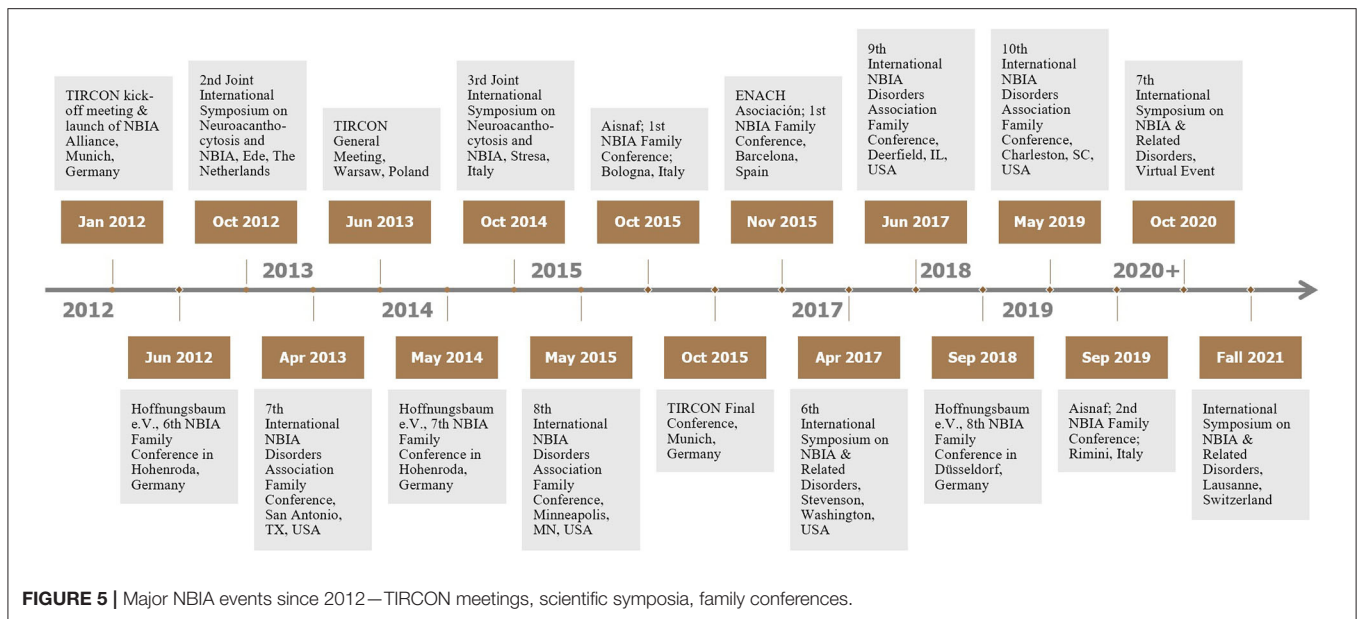 TIRCON kick-
off meeting &
launch of NBIA
Alliance,
Munich,
Germany
Jan 2012
2nd Joint
International
Symposium on
Neuroacantho-
cytosis and
NBIA, Ede, The
Netherlands
Oct 2012
TIRCON
General
Meeting,
Warsaw, Poland
Jun 2013
3rd Joint
International
Symposium on
Neuroacantho-
cytosis and
NBIA, Stresa,
Italy
Oct 2014
Aisnaf; 1st
NBIA Family
Conference;
Bologna, Italy
Oct 2015
ENACH
Asociación; 1st
NBIA Family
Conference,
Barcelona,
Spain
Nov 2015
9th
International
NBIA
Disorders
Association
Family
Conference,
Deerfield, IL,
USA
Jun 2017
10th
International
NBIA
Disorders
Association
Family
Conference,
Charleston, SC,
USA
May 2019
7th
International
Symposium on
NBIA &
Related
Disorders,
Virtual Event
Oct 2020
2013
2015
2018
2020+
2012
2014
2017
2019
Jun 2012
Hoffnungsbaum
e.V., 6th NBIA
Family
Conference in
Hohenroda,
Germany
Apr 2013
7th
International
NBIA
Disorders
Association
Family
Conference,
San Antonio,
TX, USA
May 2014
Hoffnungsbaum
e.V., 7th NBIA
Family
Conference in
Hohenroda,
Germany
May 2015
8th
International
NBIA
Disorders
Association
Family
Conference,
Minneapolis,
MN, USA
Oct 2015
TIRCON Final
Conference,
Munich,
Germany
Apr 2017
6th
International
Symposium on
NBIA &
Related
Disorders,
Stevenson,
Washington,
USA
Sep 2018
Hoffnungsbaum
e.V., 8th NBIA
Family
Conference in
Düsseldorf,
Germany
Sep 2019
Aisnaf; 2nd
NBIA Family
Conference;
Rimini, Italy
Fall 2021
International
Symposium on
NBIA &
Related
Disorders,
Lausanne,
Switzerland
FIGURE 5 | Major NBIA events since 2012—TIRCON meetings, scientific symposia, family conferences.